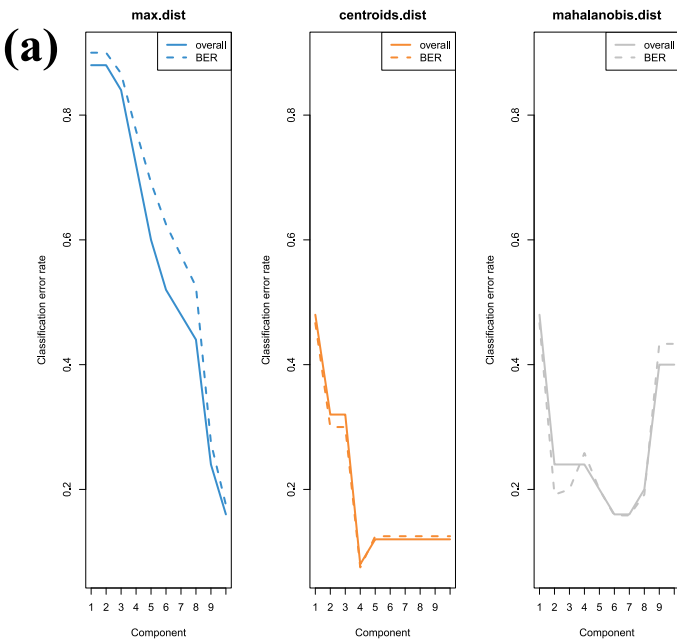 (a)
max.dist
overall
BER
Classification error rate
0.2 0.4 0.6 0.8
1 2 3 4 5 6 7 8 9
Component
centroids.dist
overall
BER
Classification error rate
0.2 0.4 0.6 0.8
1 2 3 4 5 6 7 8 9
Component
mahalanobis.dist
overall
BER
Classification error rate
0.2 0.4 0.6 0.8
1 2 3 4 5 6 7 8 9
Component